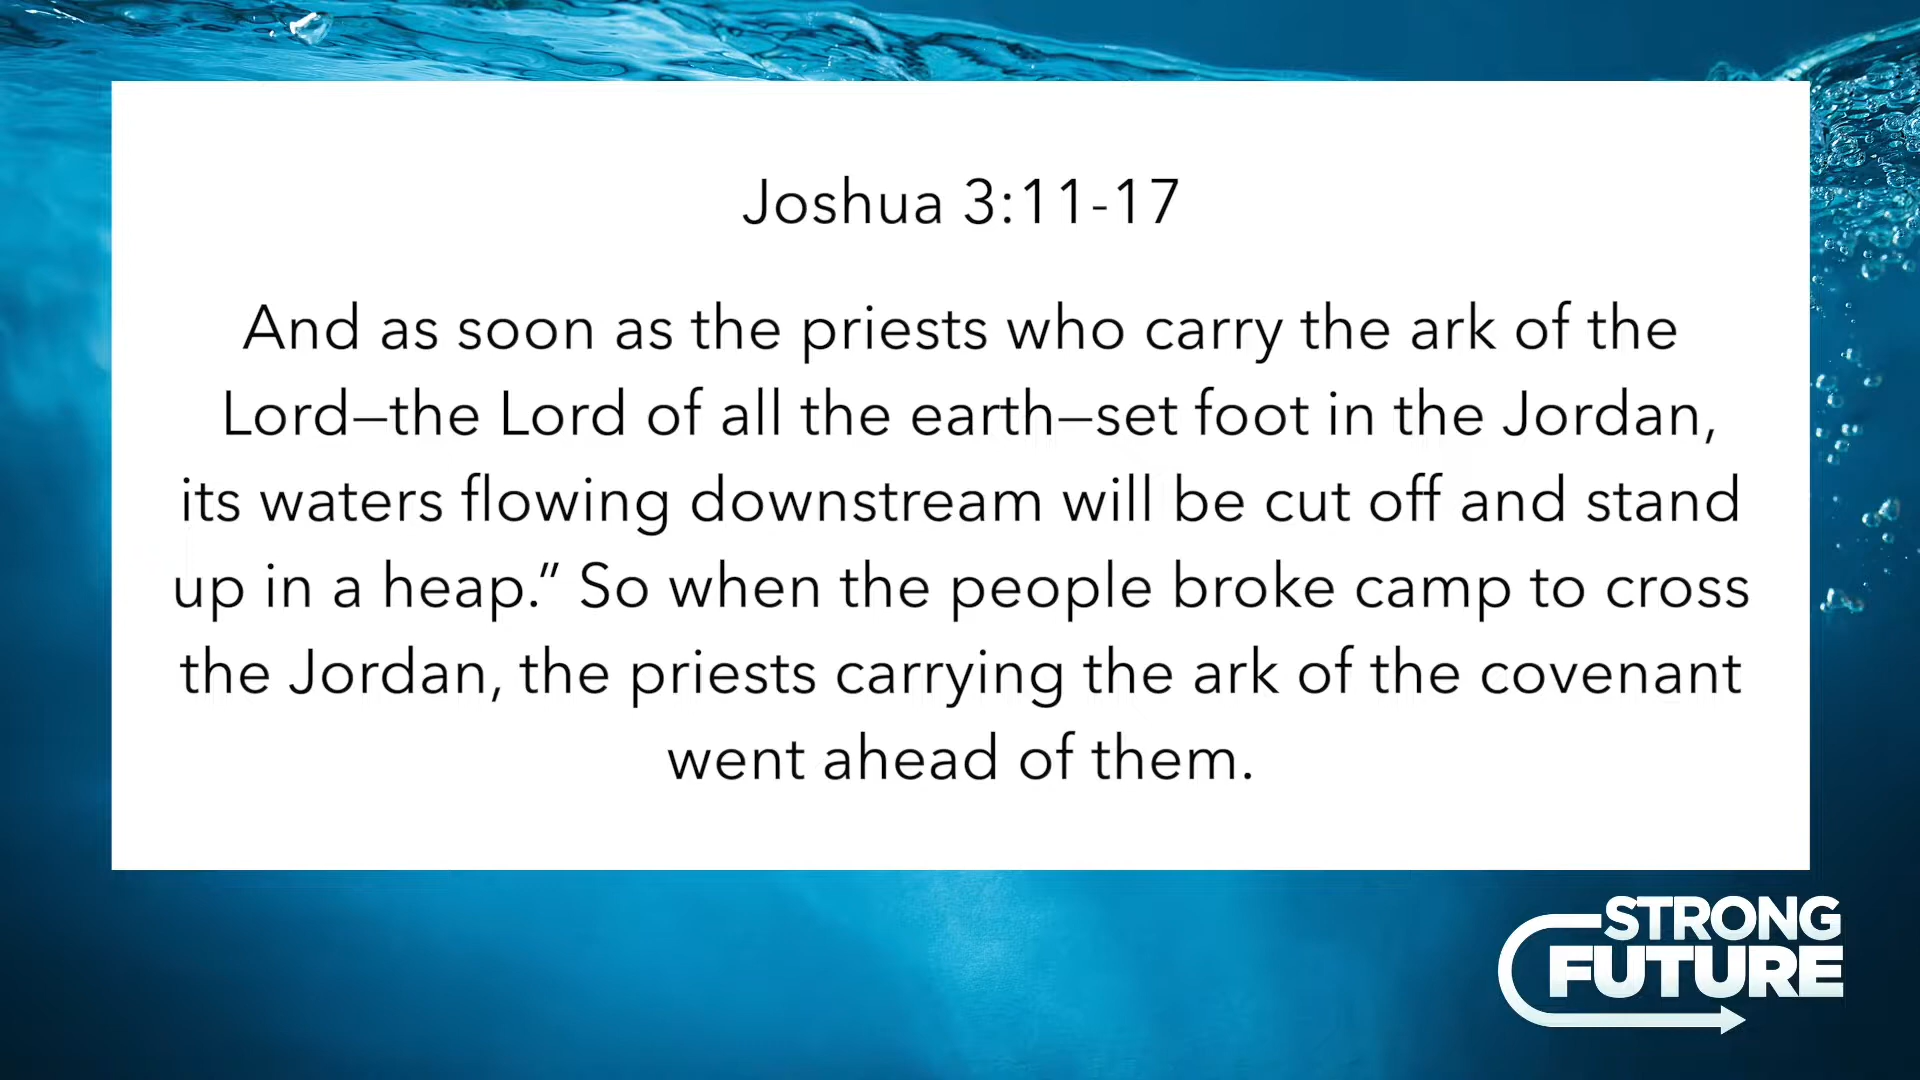 Joshua 3:11-17
And as soon as the priests who carry the ark of the
Lord—the Lord of all the earth—set foot in the Jordan,
its waters flowing downstream will be cut off and stand
up in a heap.” So when the people broke camp to cross
the Jordan, the priests carrying the ark of the covenant
went ahead of them.
STRONG
FUTURE